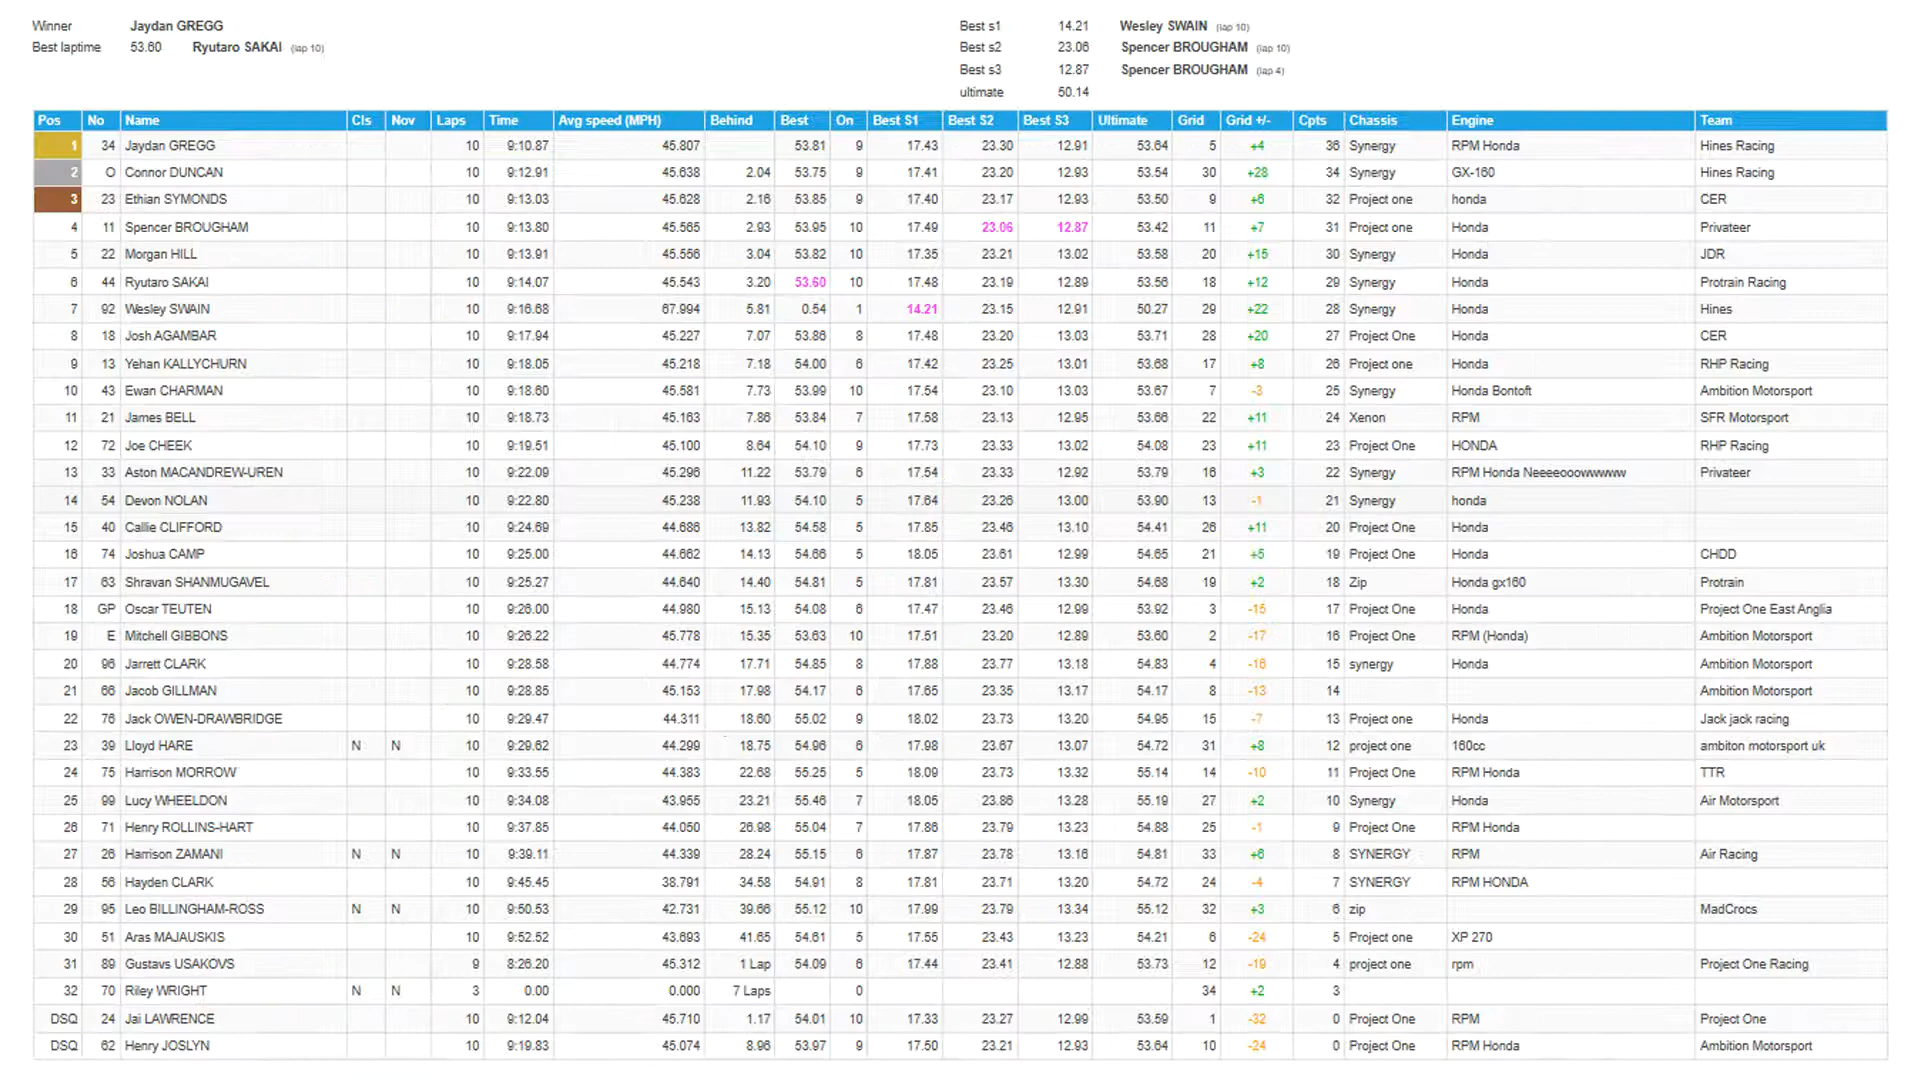 Winner Jaydan GREGG
Best laptime 53.60 Ryutaro SAKAI (lap 10)
Best s1 14.21 Wesley SWAIN (lap 10)
Best s2 23.06 Spencer BROUGHAM (lap 10)
Best s3 12.87 Spencer BROUGHAM (lap 4)
ultimate 50.14
Pos No Name Cls Nov Laps Time Avg speed (MPH) Behind Best On Best S1 Best S2 Best S3 Ultimate Grid Grid +/- Cpts Chassis Engine Team
1 34 Jaydan GREGG 10 9:10.87 45.807 53.81 9 17.43 23.30 12.91 53.64 5 +4 36 Synergy RPM Honda Hines Racing
2 O Connor DUNCAN 10 9:12.91 45.638 2.04 53.75 9 17.41 23.20 12.93 53.54 30 +28 34 Synergy GX-160 Hines Racing
3 23 Ethian SYMONDS 10 9:13.03 45.628 2.16 53.85 9 17.40 23.17 12.93 53.50 9 +6 32 Project one honda CER
4 11 Spencer BROUGHAM 10 9:13.80 45.565 2.93 53.95 10 17.49 23.06 12.87 53.42 11 +7 31 Project one Honda Privateer
5 22 Morgan HILL 10 9:13.91 45.556 3.04 53.82 10 17.35 23.21 13.02 53.58 20 +15 30 Synergy Honda JDR
6 44 Ryutaro SAKAI 10 9:14.07 45.543 3.20 53.60 10 17.48 23.19 12.89 53.56 18 +12 29 Synergy Honda Protrain Racing
7 92 Wesley SWAIN 10 9:16.68 67.994 5.81 0.54 1 14.21 23.15 12.91 50.27 29 +22 28 Synergy Honda Hines
8 18 Josh AGAMBAR 10 9:17.94 45.227 7.07 53.86 8 17.48 23.20 13.03 53.71 28 +20 27 Project One Honda CER
9 13 Yehan KALLYCHURN 10 9:18.05 45.218 7.18 54.00 6 17.42 23.25 13.01 53.68 17 +8 26 Project one Honda RHP Racing
10 43 Ewan CHARMAN 10 9:18.60 45.581 7.73 53.99 10 17.54 23.10 13.03 53.67 7 -3 25 Synergy Honda Bontoft Ambition Motorsport
11 21 James BELL 10 9:18.73 45.163 7.86 53.84 7 17.58 23.13 12.95 53.66 22 +11 24 Xenon RPM SFR Motorsport
12 72 Joe CHEEK 10 9:19.51 45.100 8.64 54.10 9 17.73 23.33 13.02 54.08 23 +11 23 Project One HONDA RHP Racing
13 33 Aston MACANDREW-UREN 10 9:22.09 45.296 11.22 53.79 6 17.54 23.33 12.92 53.79 16 +3 22 Synergy RPM Honda Neeeeooowwwww Privateer
14 54 Devon NOLAN 10 9:22.80 45.238 11.93 54.10 5 17.64 23.26 13.00 53.90 13 -1 21 Synergy honda
15 40 Callie CLIFFORD 10 9:24.69 44.686 13.82 54.58 5 17.85 23.46 13.10 54.41 26 +11 20 Project One Honda
16 74 Joshua CAMP 10 9:25.00 44.662 14.13 54.66 5 18.05 23.61 12.99 54.65 21 +5 19 Project One Honda CHDD
17 63 Shravan SHANMUGAVEL 10 9:25.27 44.640 14.40 54.81 5 17.81 23.57 13.30 54.68 19 +2 18 Zip Honda gx160 Protrain
18 GP Oscar TEUTEN 10 9:26.00 44.980 15.13 54.08 6 17.47 23.46 12.99 53.92 3 -15 17 Project One Honda Project One East Anglia
19 E Mitchell GIBBONS 10 9:26.22 45.778 15.35 53.63 10 17.51 23.20 12.89 53.60 2 -17 16 Project One RPM (Honda) Ambition Motorsport
20 96 Jarrett CLARK 10 9:28.58 44.774 17.71 54.85 8 17.88 23.77 13.18 54.83 4 -16 15 synergy Honda Ambition Motorsport
21 66 Jacob GILLMAN 10 9:28.85 45.153 17.98 54.17 6 17.65 23.35 13.17 54.17 8 -13 14 Ambition Motorsport
22 76 Jack OWEN-DRAWBRIDGE 10 9:29.47 44.311 18.60 55.02 9 18.02 23.73 13.20 54.95 15 -7 13 Project one Honda Jack jack racing
23 39 Lloyd HARE N N 10 9:29.62 44.299 18.75 54.96 6 17.98 23.67 13.07 54.72 31 +8 12 project one 160cc ambiton motorsport uk
24 75 Harrison MORROW 10 9:33.55 44.383 22.68 55.25 5 18.09 23.73 13.32 55.14 14 -10 11 Project One RPM Honda TTR
25 99 Lucy WHEELDON 10 9:34.08 43.955 23.21 55.46 7 18.05 23.86 13.28 55.19 27 +2 10 Synergy Honda Air Motorsport
26 71 Henry ROLLINS-HART 10 9:37.85 44.050 26.98 55.04 7 17.86 23.79 13.23 54.88 25 -1 9 Project One RPM Honda
27 26 Harrison ZAMANI N N 10 9:39.11 44.339 28.24 55.15 6 17.87 23.78 13.16 54.81 33 +6 8 SYNERGY RPM Air Racing
28 56 Hayden CLARK 10 9:45.45 38.791 34.58 54.91 8 17.81 23.71 13.20 54.72 24 -4 7 SYNERGY RPM HONDA
29 95 Leo BILLINGHAM-ROSS N N 10 9:50.53 42.731 39.66 55.12 10 17.99 23.79 13.34 55.12 32 +3 6 zip MadCrocs
30 51 Aras MAJAUSKIS 10 9:52.52 43.693 41.65 54.61 5 17.55 23.43 13.23 54.21 6 -24 5 Project one XP 270
31 89 Gustavs USAKOVS 9 8:26.20 45.312 1 Lap 54.09 6 17.44 23.41 12.88 53.73 12 -19 4 project one rpm Project One Racing
32 70 Riley WRIGHT N N 3 0.00 0.000 7 Laps 0 34 +2 3
DSQ 24 Jai LAWRENCE 10 9:12.04 45.710 1.17 54.01 10 17.33 23.27 12.99 53.59 1 -32 0 Project One RPM Project One
DSQ 62 Henry JOSLYN 10 9:19.83 45.074 8.96 53.97 9 17.50 23.21 12.93 53.64 10 -24 0 Project One RPM Honda Ambition Motorsport